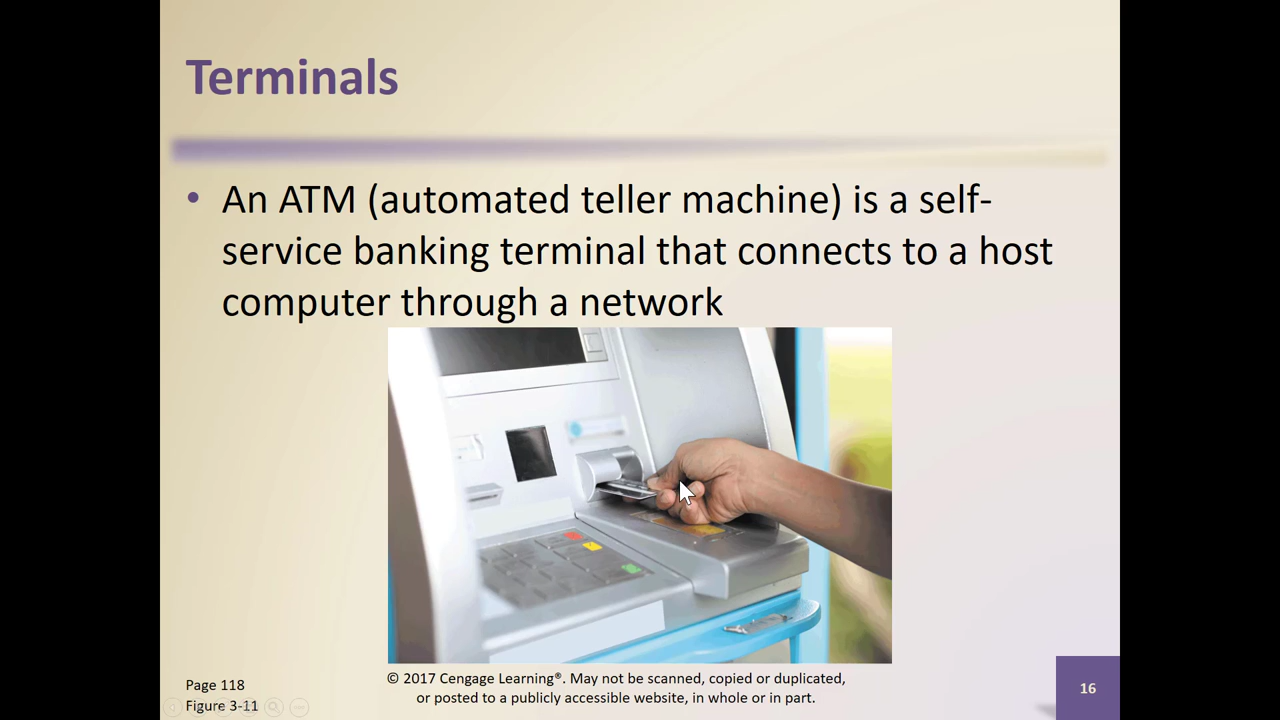 Terminals
• An ATM (automated teller machine) is a self-
service banking terminal that connects to a host
computer through a network
Page 118
Figure 3-11
© 2017 Cengage Learning®. May not be scanned, copied or duplicated,
or posted to a publicly accessible website, in whole or in part.
16